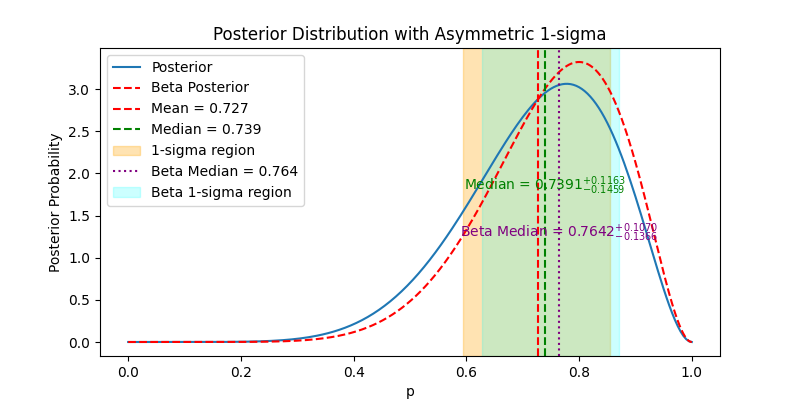 Posterior Distribution with Asymmetric 1-sigma
Posterior
Beta Posterior
Mean = 0.727
Median = 0.739
1-sigma region
Beta Median = 0.764
Beta 1-sigma region
Median = 0.7391 +0.1163 −0.1459
Beta Median = 0.7642 +0.1070 −0.1366
Posterior Probability
3.0
2.5
2.0
1.5
1.0
0.5
0.0
0.0 0.2 0.4 0.6 0.8 1.0
p